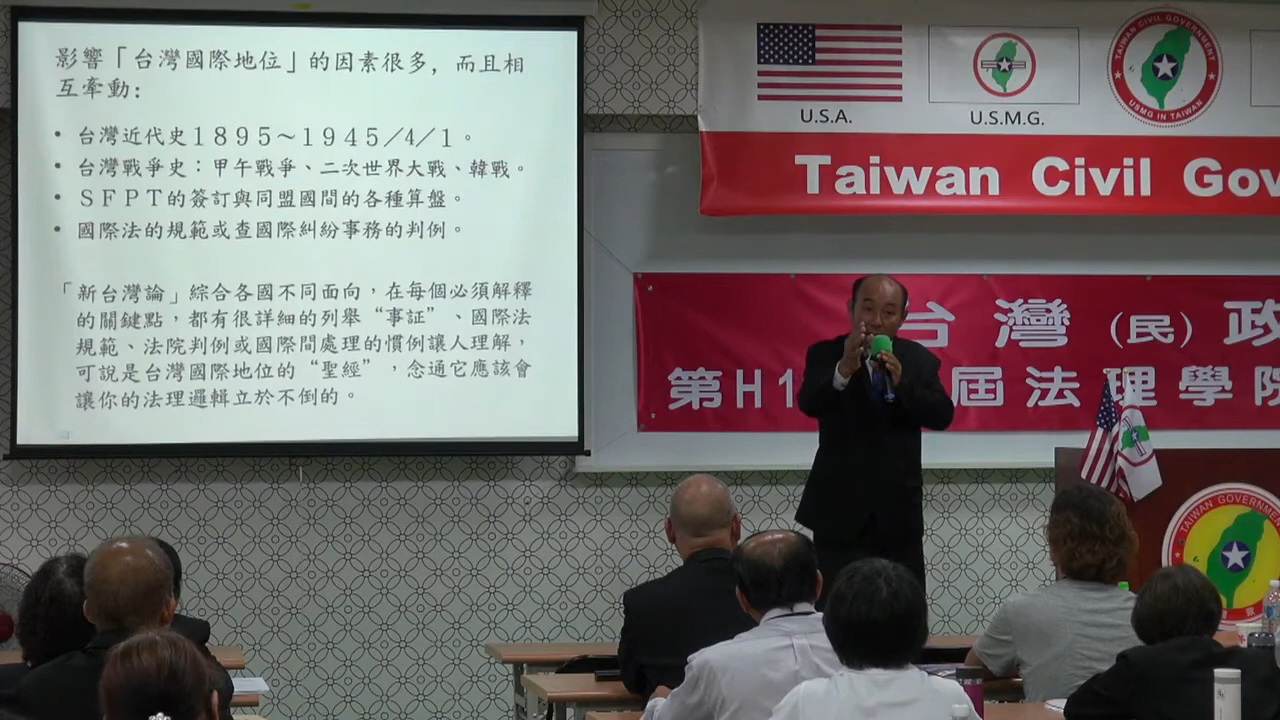 影響「台灣國際地位」的因素很多，而且相
互牽動：
• 台灣近代史１８９５～１９４５／４／１。
• 台灣戰爭史：甲午戰爭、二次世界大戰、韓戰。
• ＳＦＰＴ的簽訂與同盟國間的各種算盤。
• 國際法的規範或查國際糾紛事務的判例。
「新台灣論」綜合各國不同面向，在每個必須解釋
的關鍵點，都有很詳細的列舉“事証”、國際法
規範、法院判例或國際間處理的慣例讓人理解，
可說是台灣國際地位的“聖經”，念通它應該會
讓你的法理邏輯立於不倒的。
U.S.A.
U.S.M.G.
TAIWAN CIVIL GOVERNMENT
USMG IN TAIWAN
Taiwan Civil Gov
台灣(民)政
第H1 屆法理學院
TAIWAN GOVERNMENT